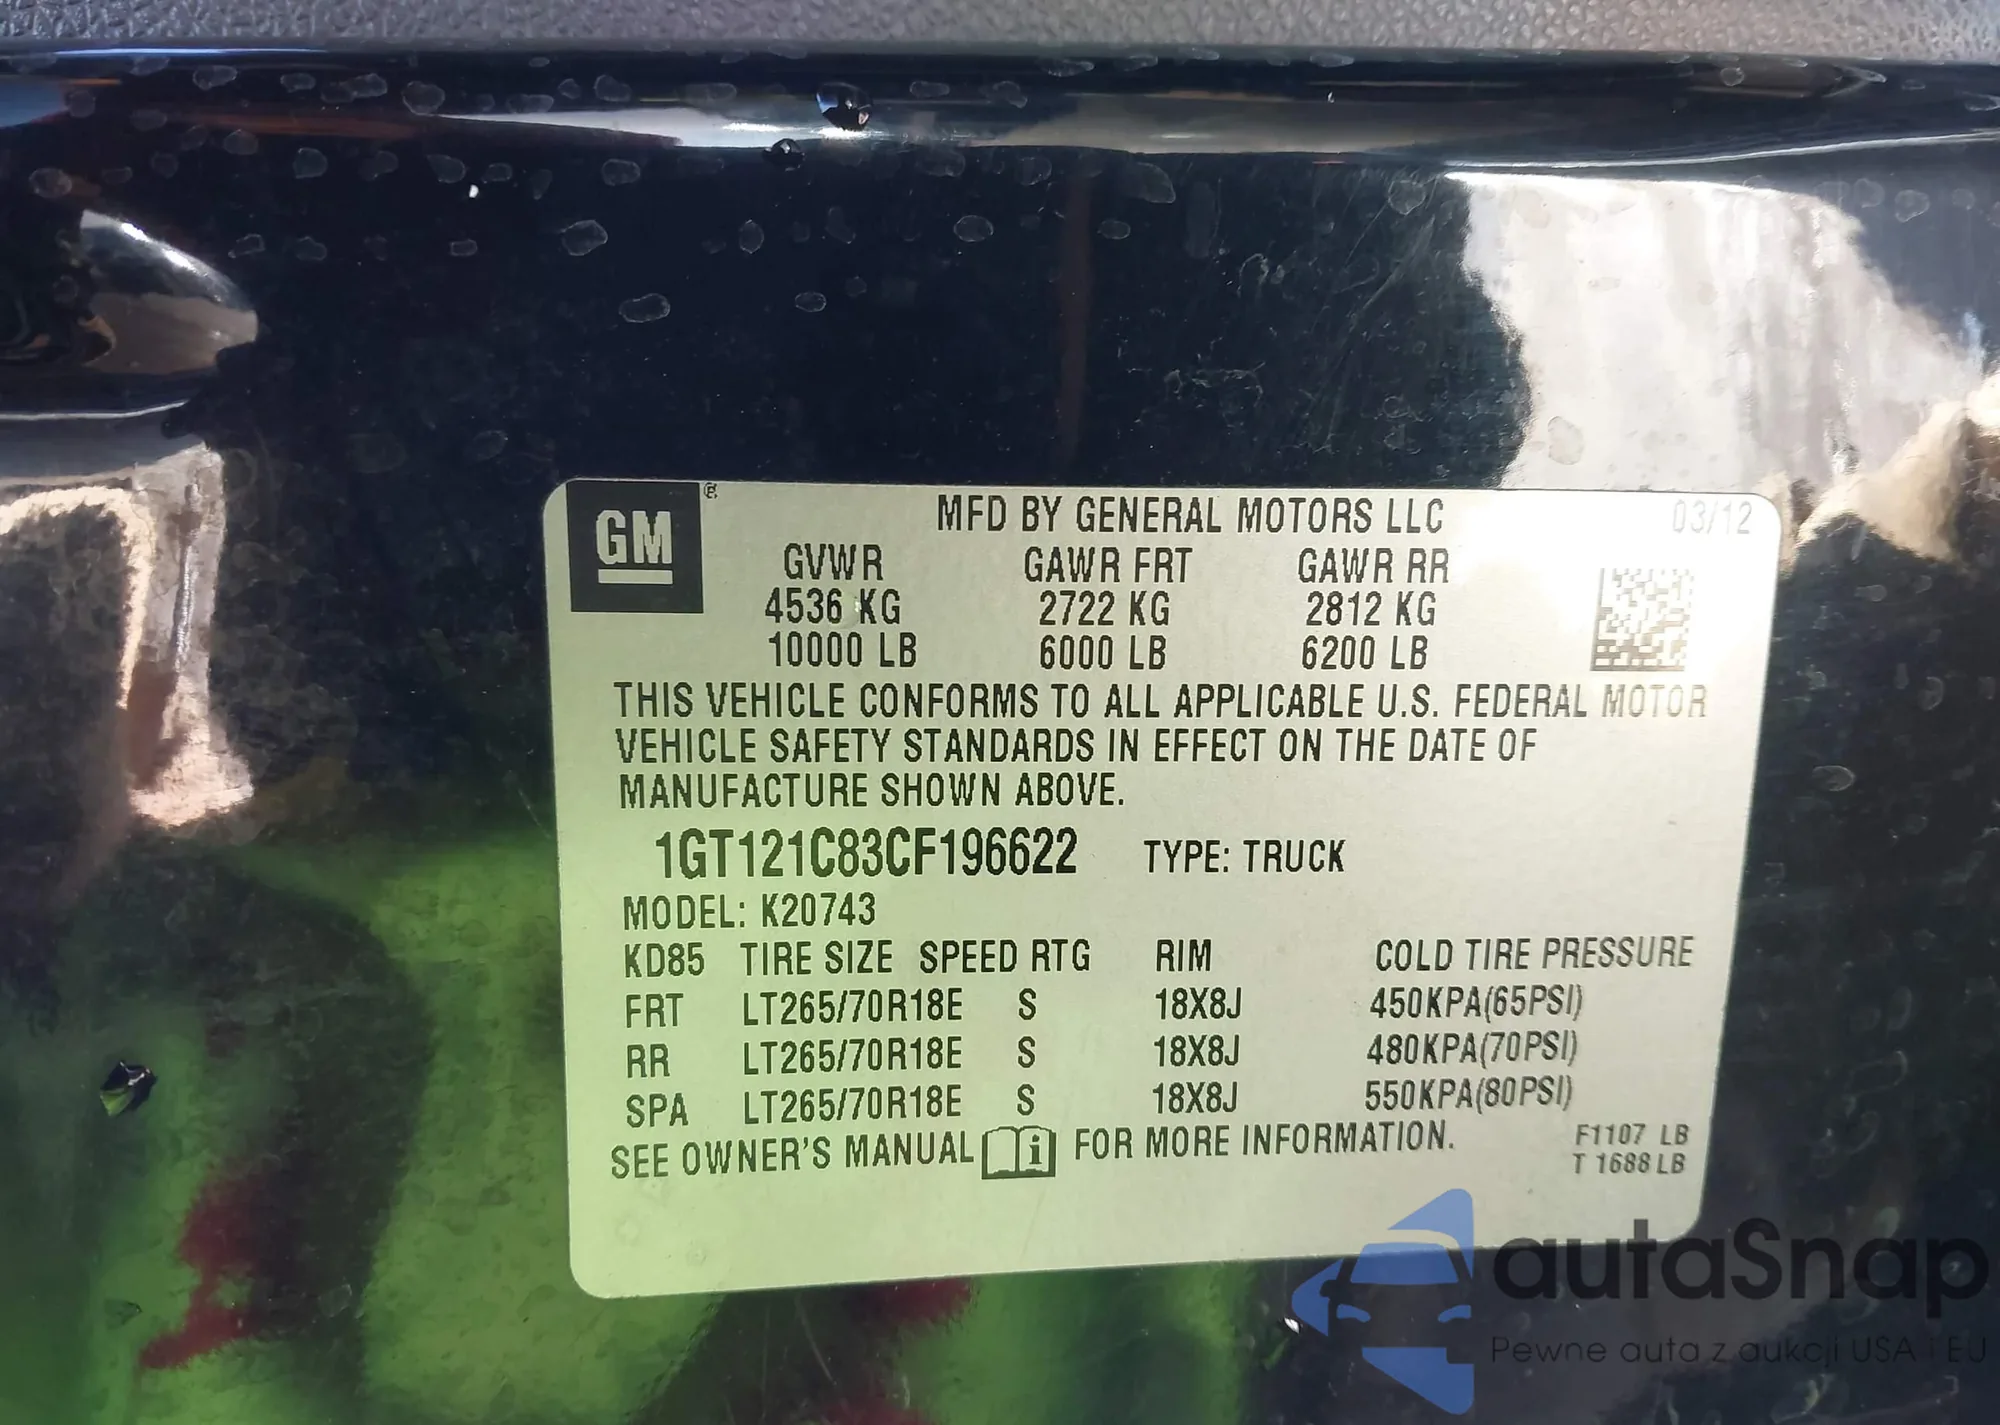 GM®
MFD BY GENERAL MOTORS LLC 03/12
GVWR GAWR FRT GAWR RR
4536 KG 2722 KG 2812 KG
10000 LB 6000 LB 6200 LB
THIS VEHICLE CONFORMS TO ALL APPLICABLE U.S. FEDERAL MOTOR
VEHICLE SAFETY STANDARDS IN EFFECT ON THE DATE OF
MANUFACTURE SHOWN ABOVE.
1GT121C83CF196622 TYPE: TRUCK
MODEL: K20743
KD85 TIRE SIZE SPEED RTG RIM COLD TIRE PRESSURE
FRT LT265/70R18E S 18X8J 450KPA(65PSI)
RR LT265/70R18E S 18X8J 480KPA(70PSI)
SPA LT265/70R18E S 18X8J 550KPA(80PSI)
SEE OWNER'S MANUAL i FOR MORE INFORMATION.
F1107 LB
T 1688 LB
autaSnap
Pewne auta z aukcji USA i EU